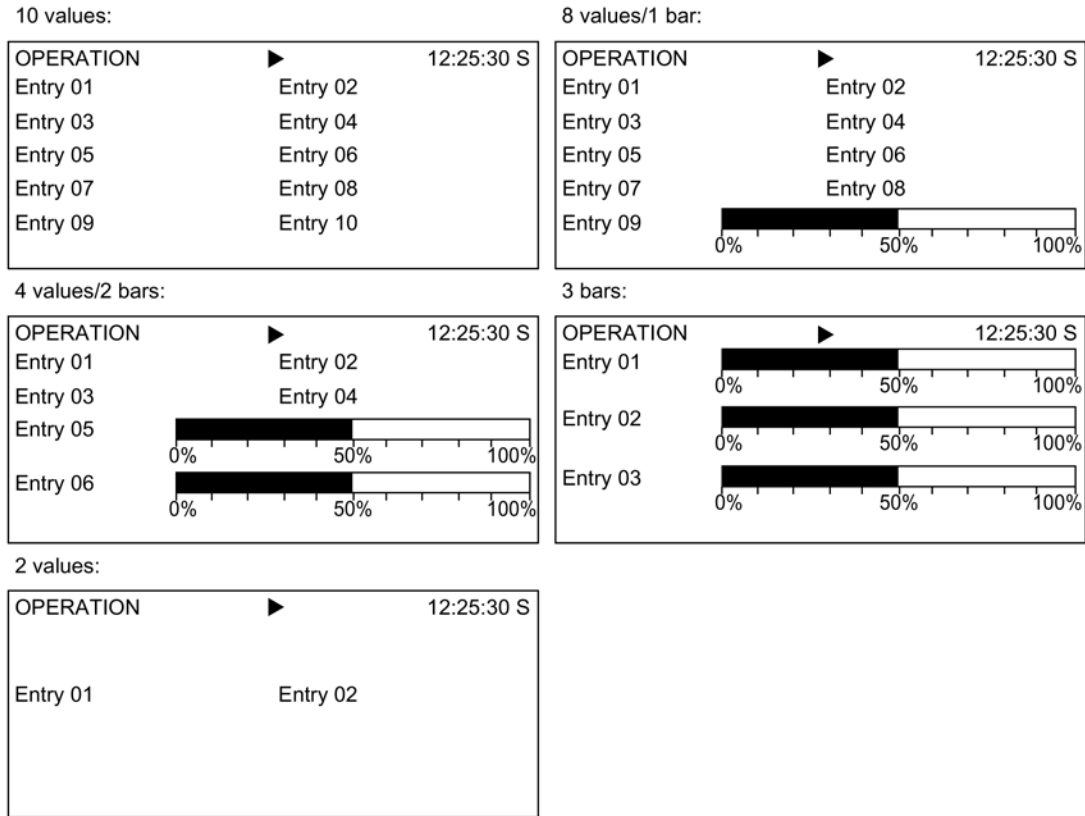 10 values:
OPERATION 12:25:30 S
Entry 01 Entry 02
Entry 03 Entry 04
Entry 05 Entry 06
Entry 07 Entry 08
Entry 09 Entry 10
8 values/1 bar:
OPERATION 12:25:30 S
Entry 01 Entry 02
Entry 03 Entry 04
Entry 05 Entry 06
Entry 07 Entry 08
Entry 09
0% 50% 100%
4 values/2 bars:
OPERATION 12:25:30 S
Entry 01 Entry 02
Entry 03 Entry 04
Entry 05
0% 50% 100%
Entry 06
0% 50% 100%
3 bars:
OPERATION 12:25:30 S
Entry 01
0% 50% 100%
Entry 02
0% 50% 100%
Entry 03
0% 50% 100%
2 values:
OPERATION 12:25:30 S
Entry 01 Entry 02